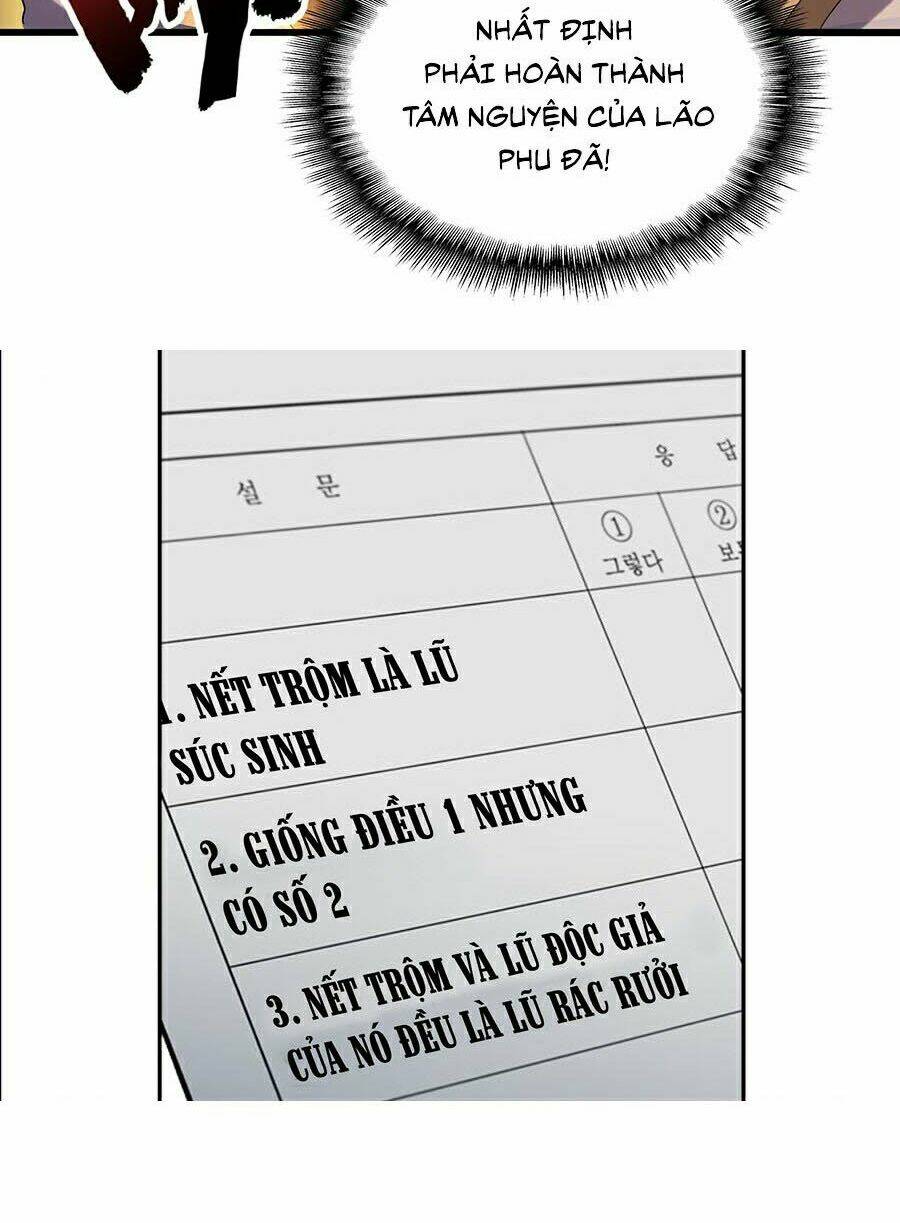 NHẤT ĐỊNH
PHẢI HOÀN THÀNH
TÂM NGUYỆN CỦA LÃO
PHU ĐÃ!
설 문
응 답
① ②
그렇다 보
1. NẾT TRỘM LÀ LŨ
SÚC SINH
2. GIỐNG ĐIỀU 1 NHƯNG
CÓ SỐ 2
3. NẾT TRỘM VÀ LŨ ĐỘC GIẢ
CỦA NÓ ĐỀU LÀ LŨ RÁC RƯỞI